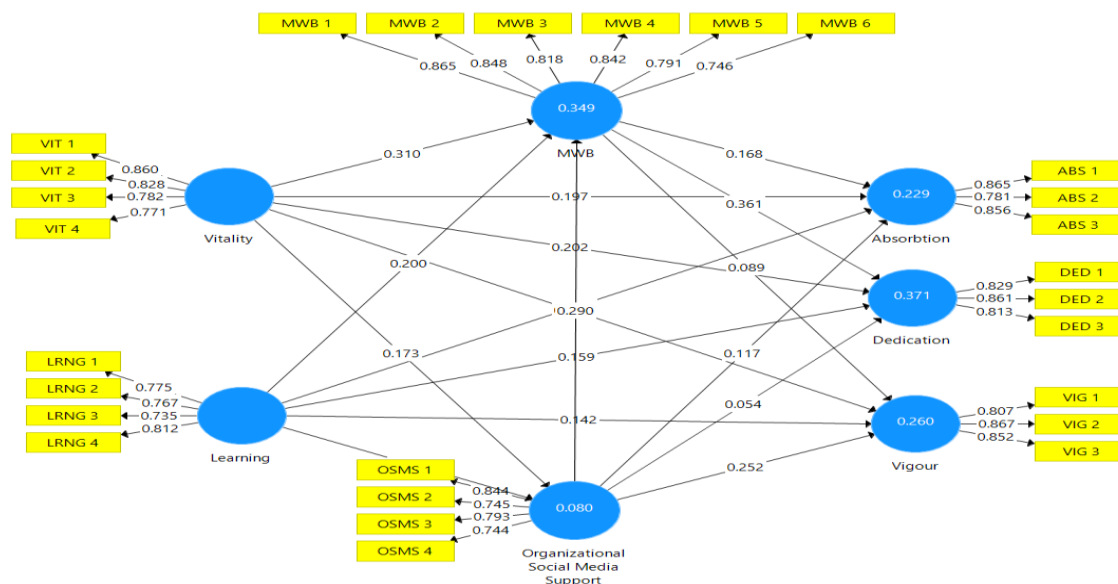 MWB 1
MWB 2
MWB 3
MWB 4
MWB 5
MWB 6
0.865
0.848
0.818
0.842
0.791
0.746
0.349
MWB
VIT 1
VIT 2
VIT 3
VIT 4
0.860
0.828
0.782
0.771
Vitality
0.310
0.168
0.197
0.361
0.202
0.200
0.089
0.290
0.173
0.159
0.117
0.054
0.142
0.252
0.865
0.781
0.856
ABS 1
ABS 2
ABS 3
0.229
Absorbtion
0.829
0.861
0.813
DED 1
DED 2
DED 3
0.371
Dedication
LRNG 1
LRNG 2
LRNG 3
LRNG 4
0.775
0.767
0.735
0.812
Learning
0.807
0.867
0.852
VIG 1
VIG 2
VIG 3
0.260
Vigour
OSMS 1
OSMS 2
OSMS 3
OSMS 4
0.844
0.745
0.793
0.744
0.080
Organizational
Social Media
Support